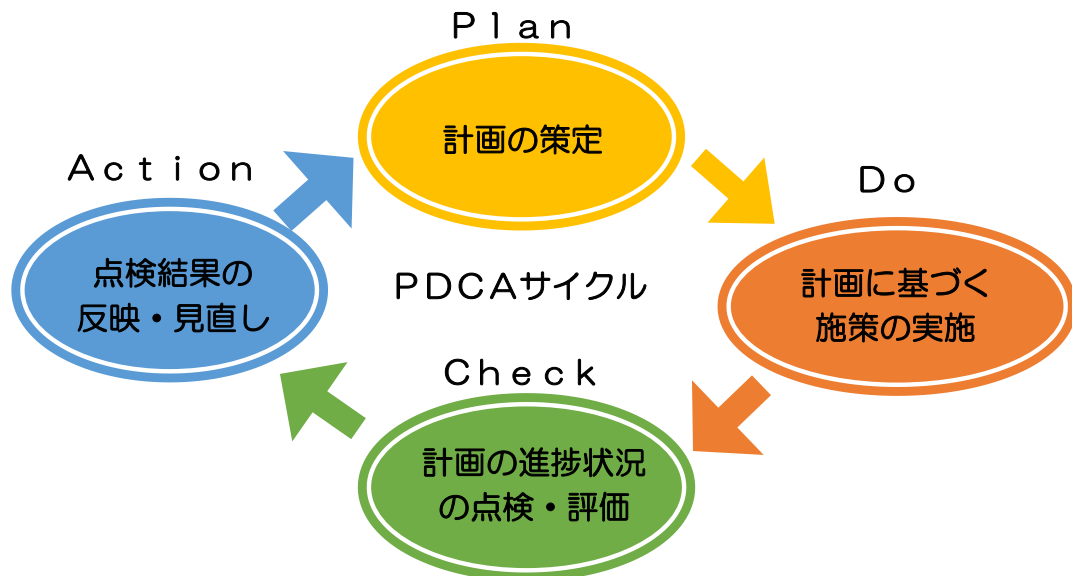 Ｐｌａｎ
計画の策定
Ａｃｔｉｏｎ
Ｄｏ
点検結果の
反映・見直し
ＰＤＣＡサイクル
計画に基づく
施策の実施
Ｃｈｅｃｋ
計画の進捗状況
の点検・評価